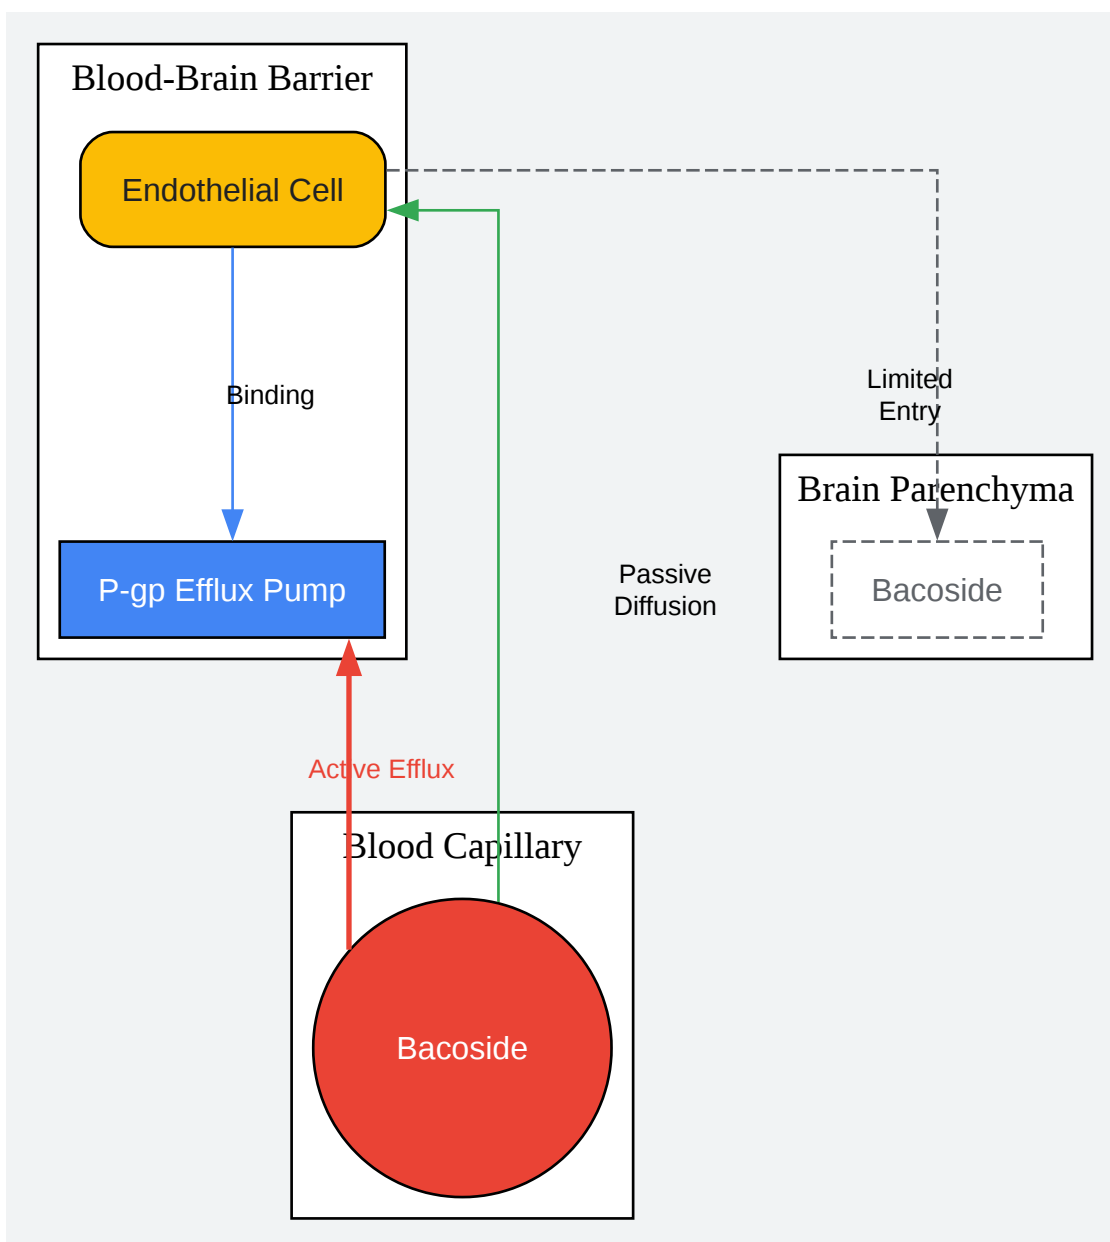 Blood-Brain Barrier
Endothelial Cell
Binding
P-gp Efflux Pump
Limited
Entry
Brain Parenchyma
Bacoside
Passive
Diffusion
Active Efflux
Blood Capillary
Bacoside